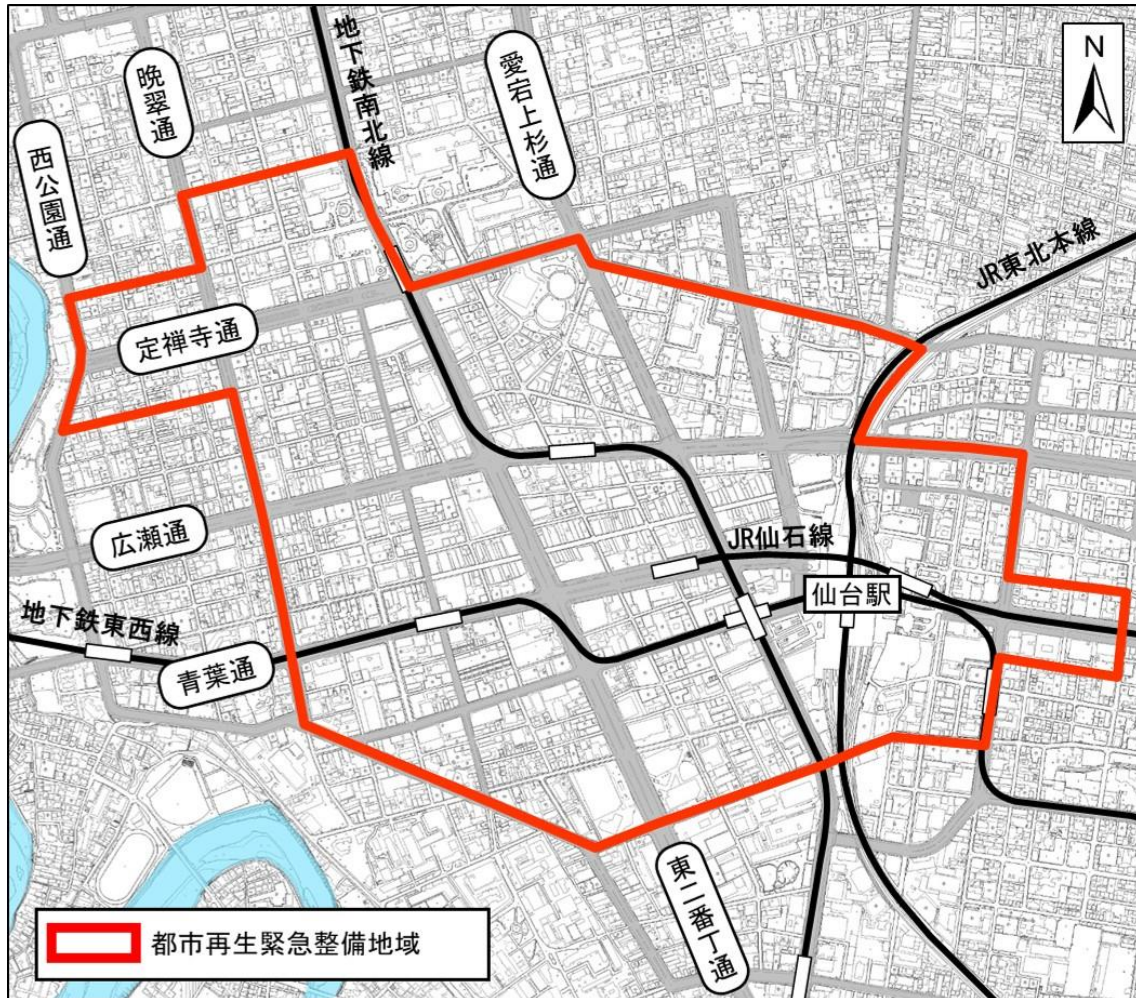 地下鉄南北線
愛宕上杉通
N
晩翠通
西公園通
JR東北本線
定禅寺通
広瀬通
JR仙石線
仙台駅
地下鉄東西線
青葉通
東二番丁通
都市再生緊急整備地域